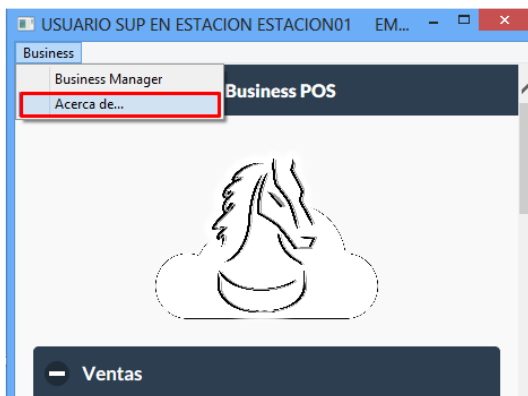 USUARIO SUP EN ESTACION ESTACION01 EM...
Business
Business Manager
Acerca de...
Business POS
Ventas